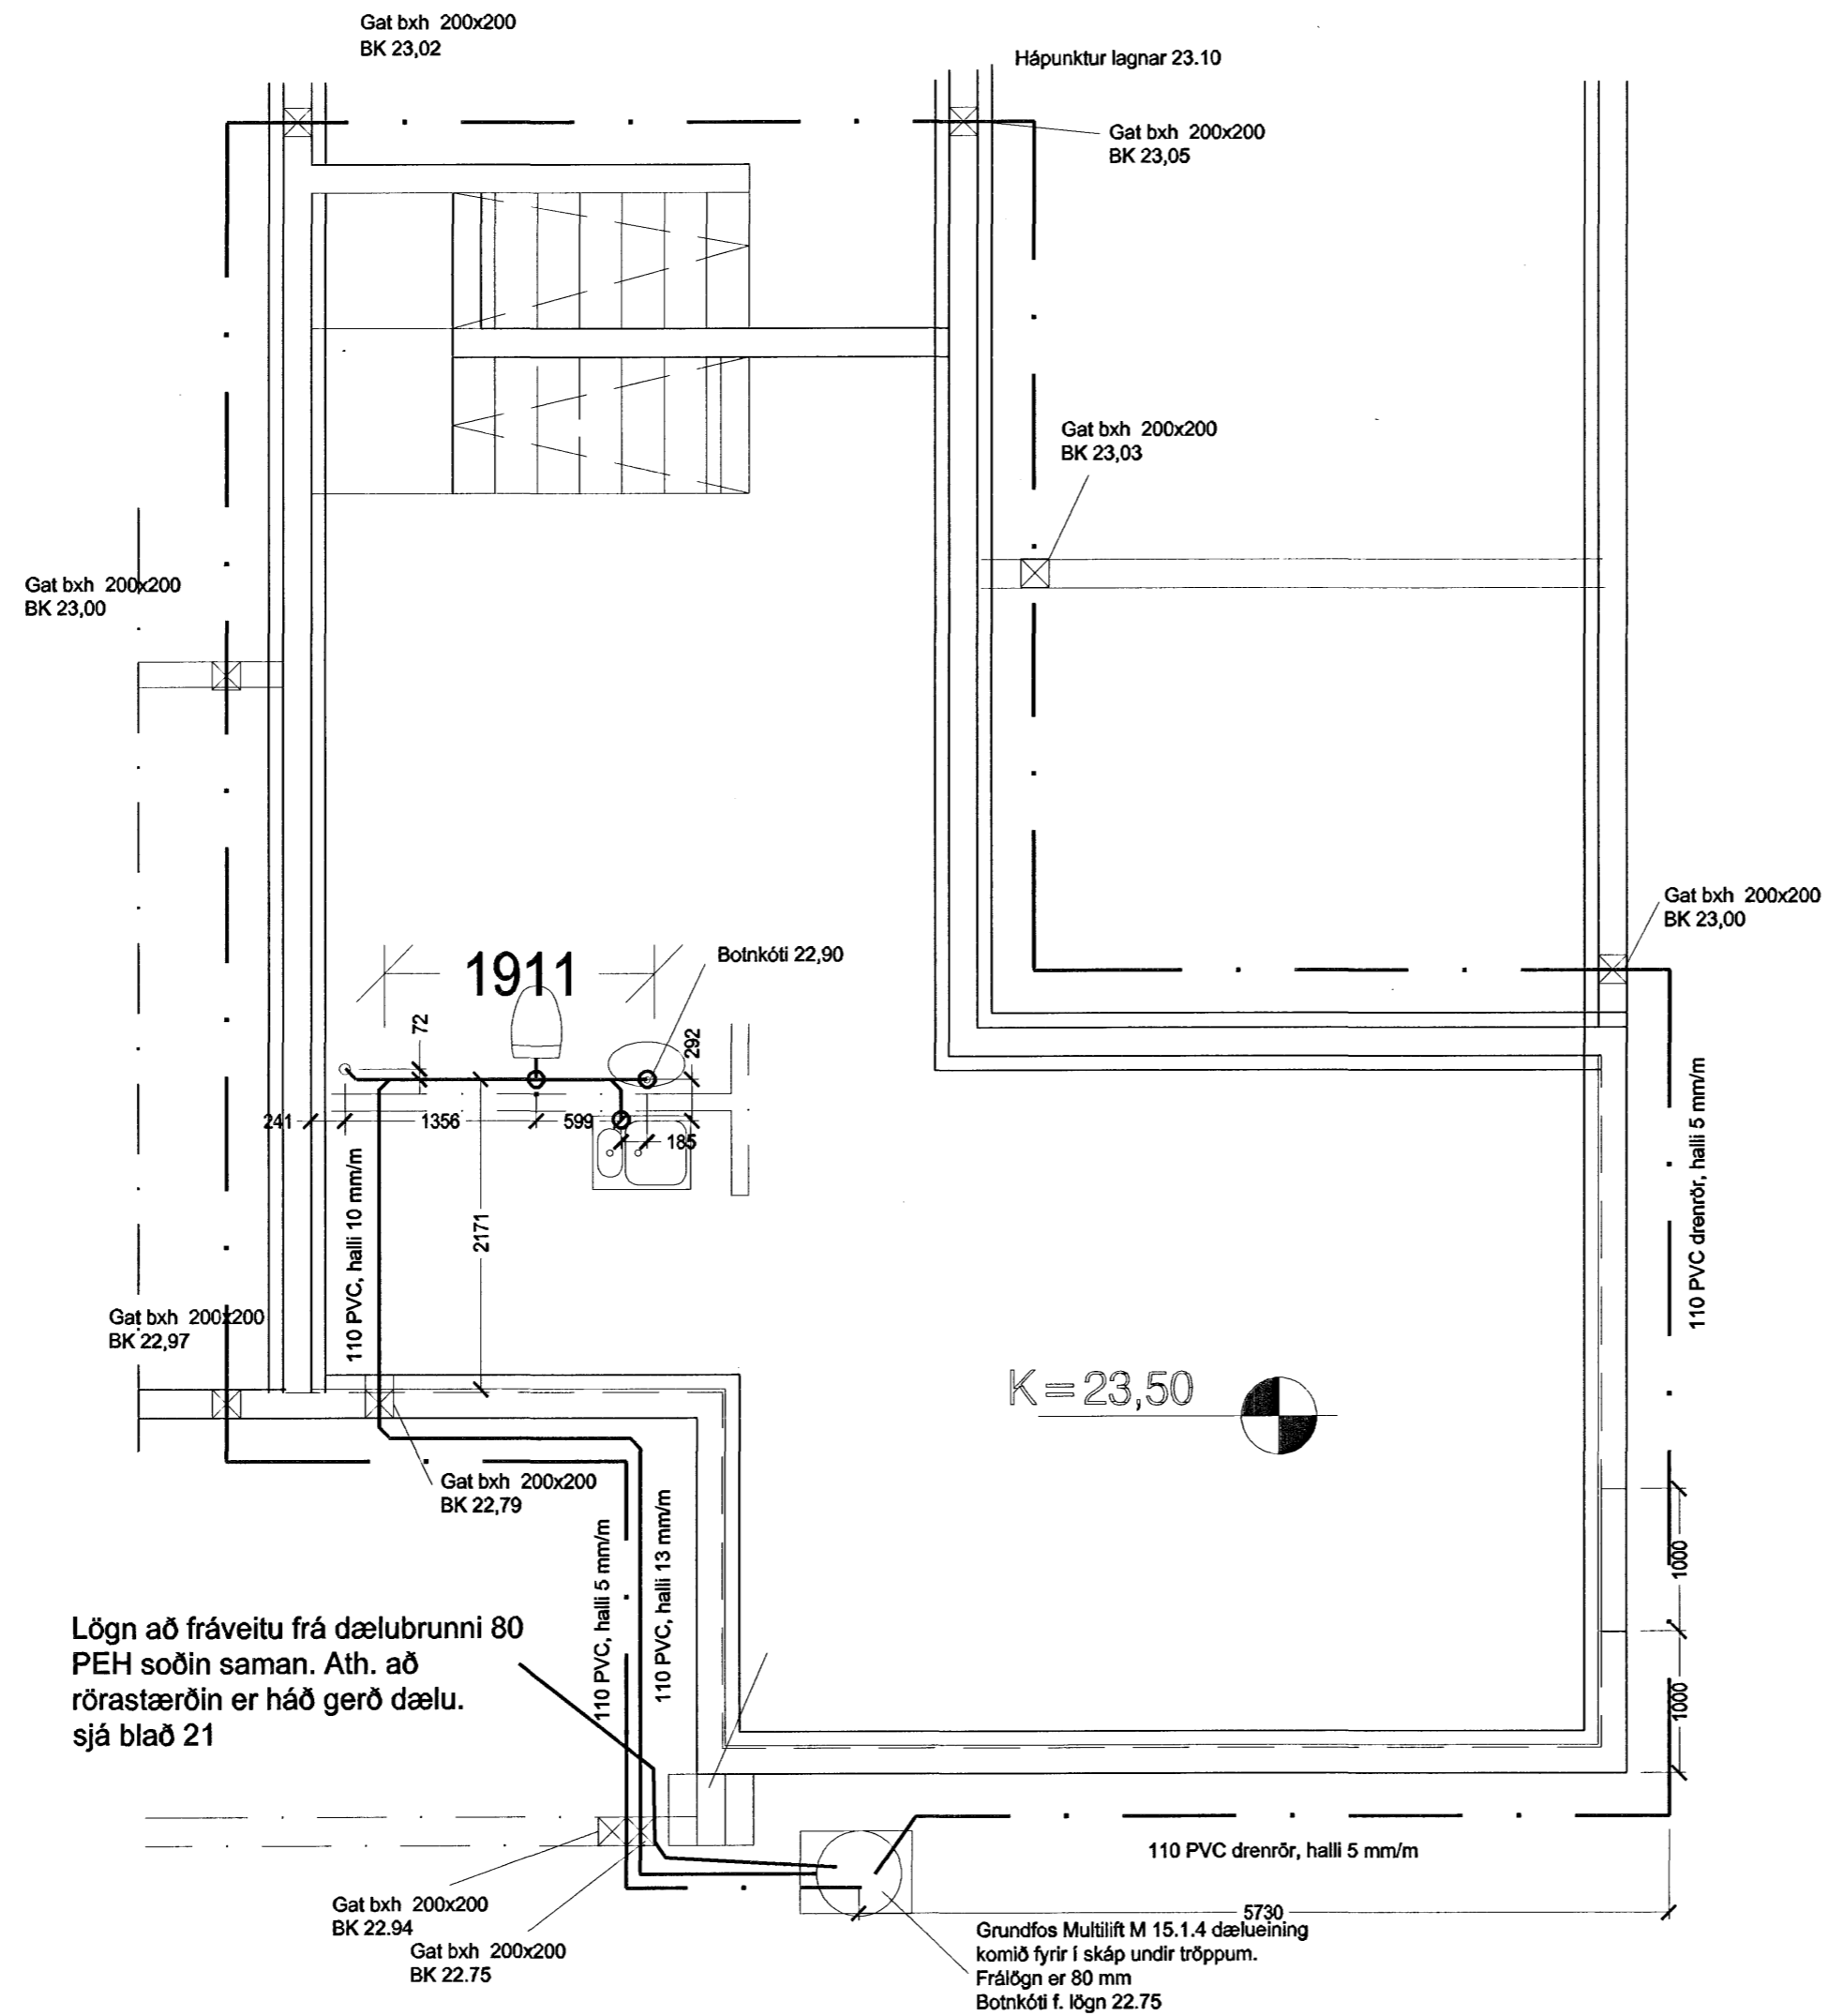 Gat bxh 200x200
BK 23,02
Hápunktur lagnar 23.10
Gat bxh 200x200
BK 23,05
Gat bxh 200x200
BK 23,03
Gat bxh 200x200
BK 23,00
Gat bxh 200x200
BK 23,00
1911
Botnkóti 22,90
72
292
241
1356
599
185
2171
110 PVC, halli 10 mm/m
110 PVC drenrör, halli 5 mm/m
Gat bxh 200x200
BK 22,97
K=23,50
Gat bxh 200x200
BK 22,79
110 PVC, halli 5 mm/m
110 PVC, halli 13 mm/m
1000
1000
Lögn að fráveitu frá dælubrunni 80
PEH soðin saman. Ath. að
rörastærðin er háð gerð dælu.
sjá blað 21
110 PVC drenrör, halli 5 mm/m
5730
Gat bxh 200x200
BK 22.94
Gat bxh 200x200
BK 22.75
Grundfos Multilift M 15.1.4 dælueining
komið fyrir í skáp undir tröppum.
Frálögn er 80 mm
Botnkóti f. lögn 22.75